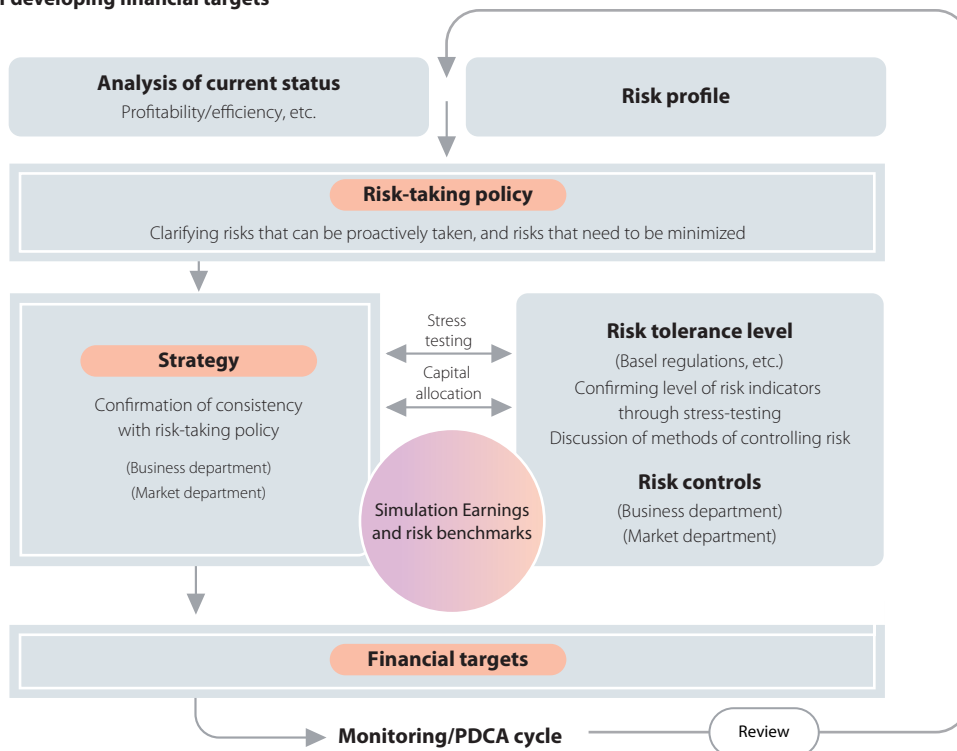 developing financial targets
Analysis of current status
Profitability/efficiency, etc.
Risk profile
Risk-taking policy
Clarifying risks that can be proactively taken, and risks that need to be minimized
Strategy
Confirmation of consistency
with risk-taking policy
(Business department)
(Market department)
Stress
testing
Capital
allocation
Simulation Earnings
and risk benchmarks
Risk tolerance level
(Basel regulations, etc.)
Confirming level of risk indicators
through stress-testing
Discussion of methods of controlling risk
Risk controls
(Business department)
(Market department)
Financial targets
Monitoring/PDCA cycle
Review